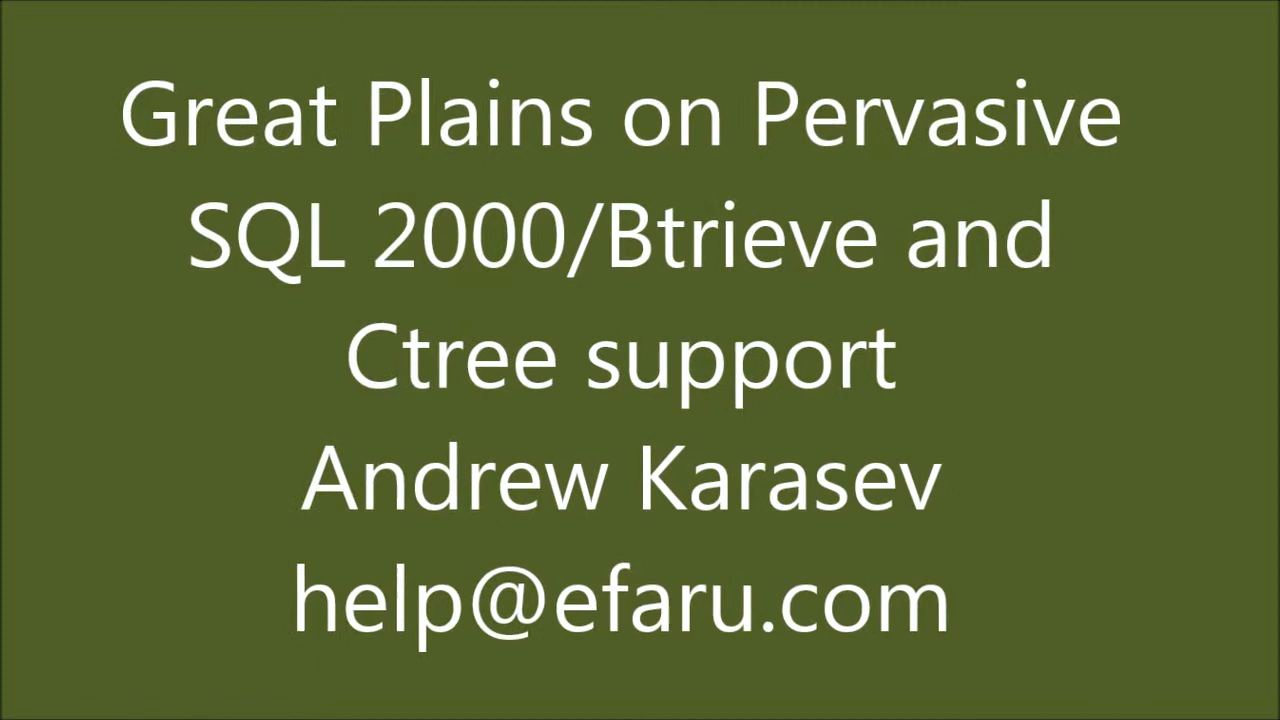 Great Plains on Pervasive
SQL 2000/Btrieve and
Ctree support
Andrew Karasev
help@efaru.com